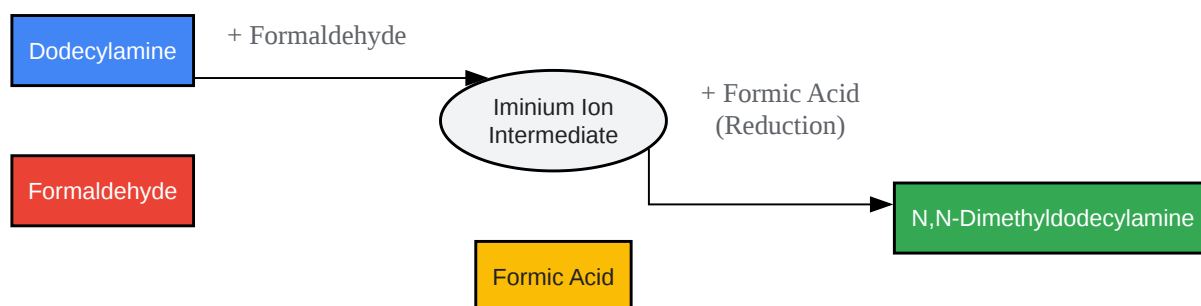 Dodecylamine
+ Formaldehyde
Iminium Ion
Intermediate
+ Formic Acid
(Reduction)
Formaldehyde
N,N-Dimethyldodecylamine
Formic Acid